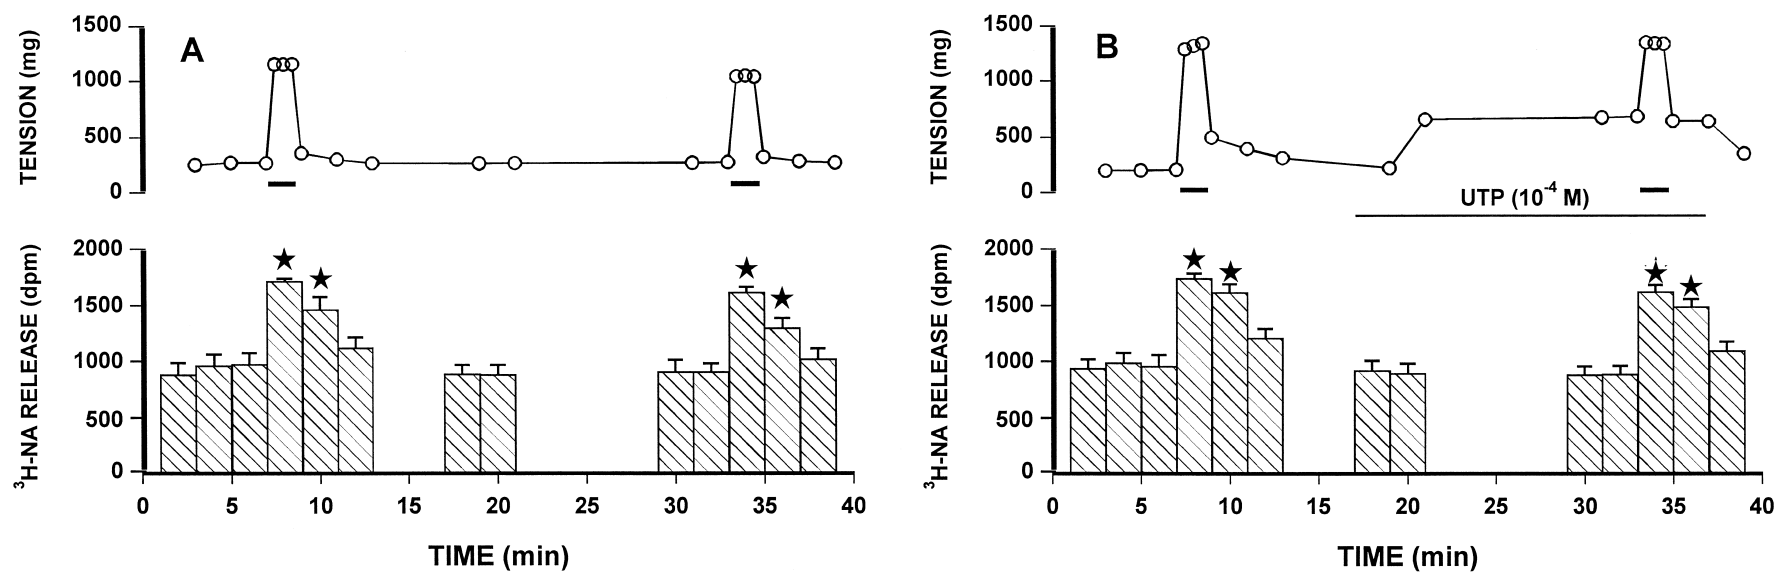 A
TENSION (mg)
1500
1000
500
0
³H-NA RELEASE (dpm)
2000
★
★
★
★
1500
1000
500
0
0 5 10 15 20 25 30 35 40
TIME (min)
B
TENSION (mg)
1500
1000
500
0
UTP (10⁻⁴ M)
³H-NA RELEASE (dpm)
2000
★
★
★
★
1500
1000
500
0
0 5 10 15 20 25 30 35 40
TIME (min)